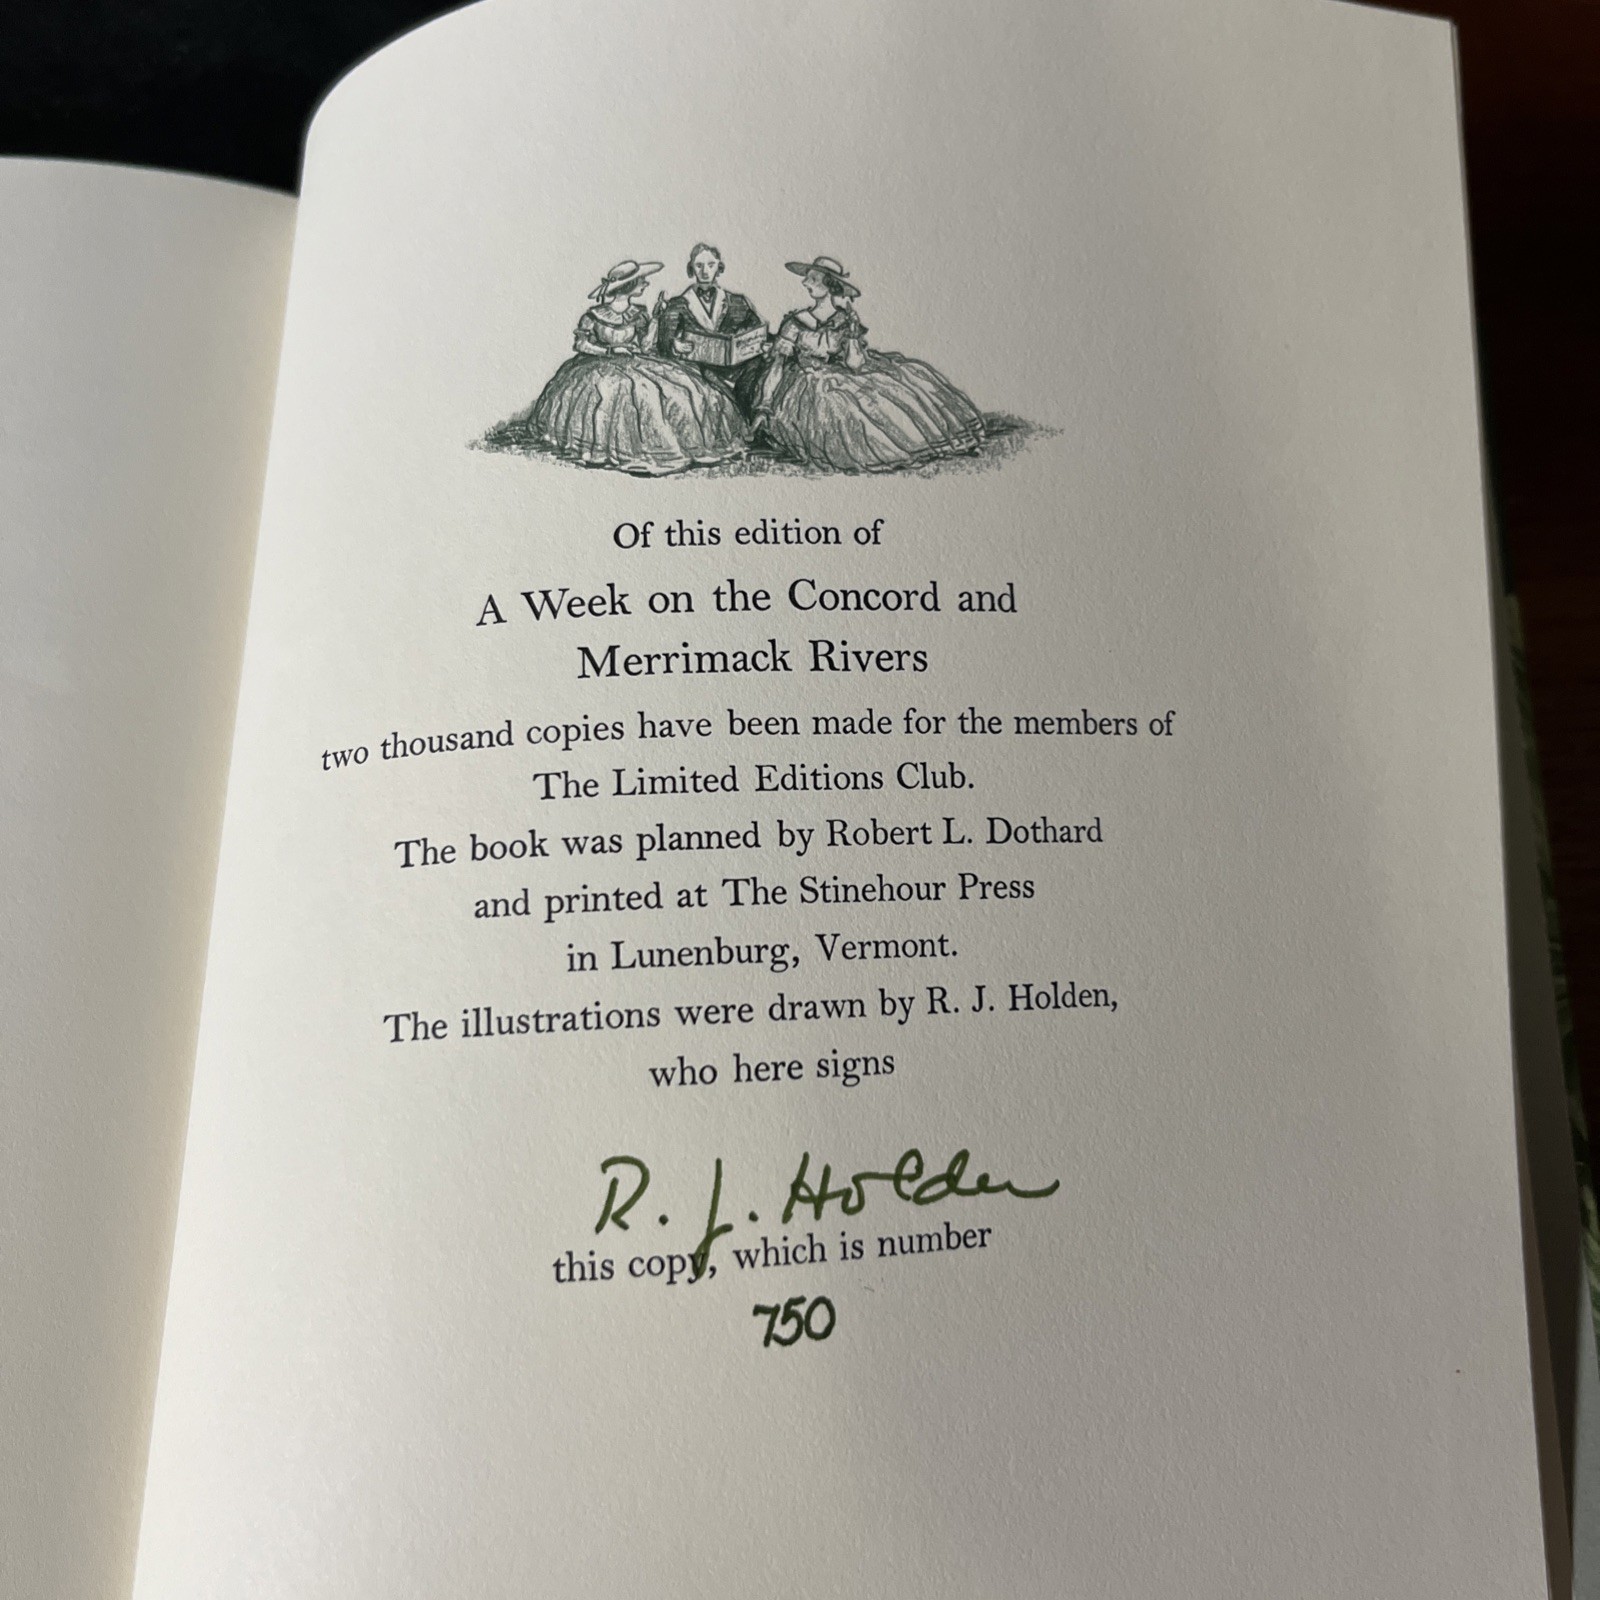 Of this edition of
A Week on the Concord and
Merrimack Rivers
two thousand copies have been made for the members of
The Limited Editions Club.
The book was planned by Robert L. Dothard
and printed at The Stinehour Press
in Lunenburg, Vermont.
The illustrations were drawn by R. J. Holden,
who here signs
R. J. Holden
this copy, which is number
750